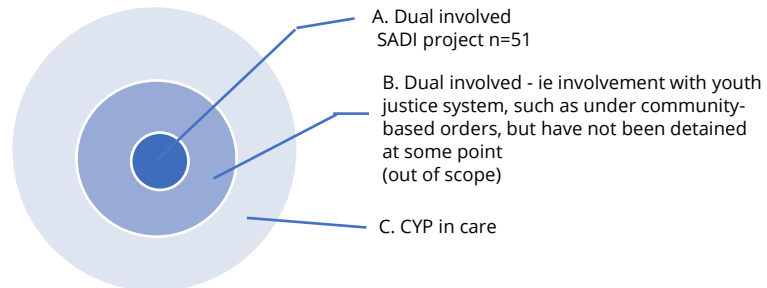 A. Dual involved
SADI project n=51
B. Dual involved - ie involvement with youth
justice system, such as under community-
based orders, but have not been detained
at some point
(out of scope)
C. CYP in care